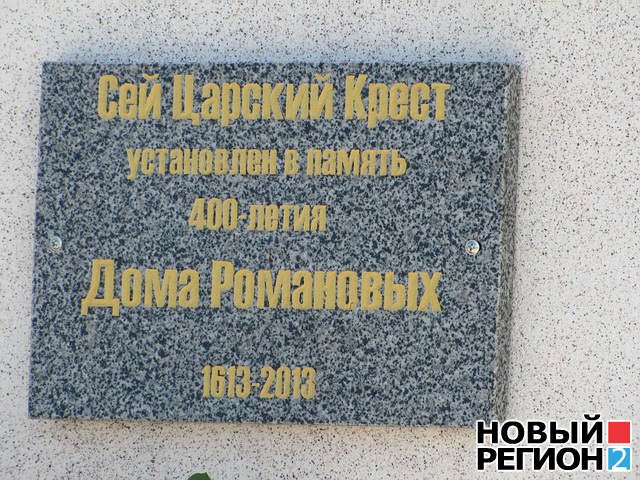 Сей Царский Крест
установлен в память
400-летия
Дома Романовых
1613-2013
НОВЫЙ
РЕГИОН 2